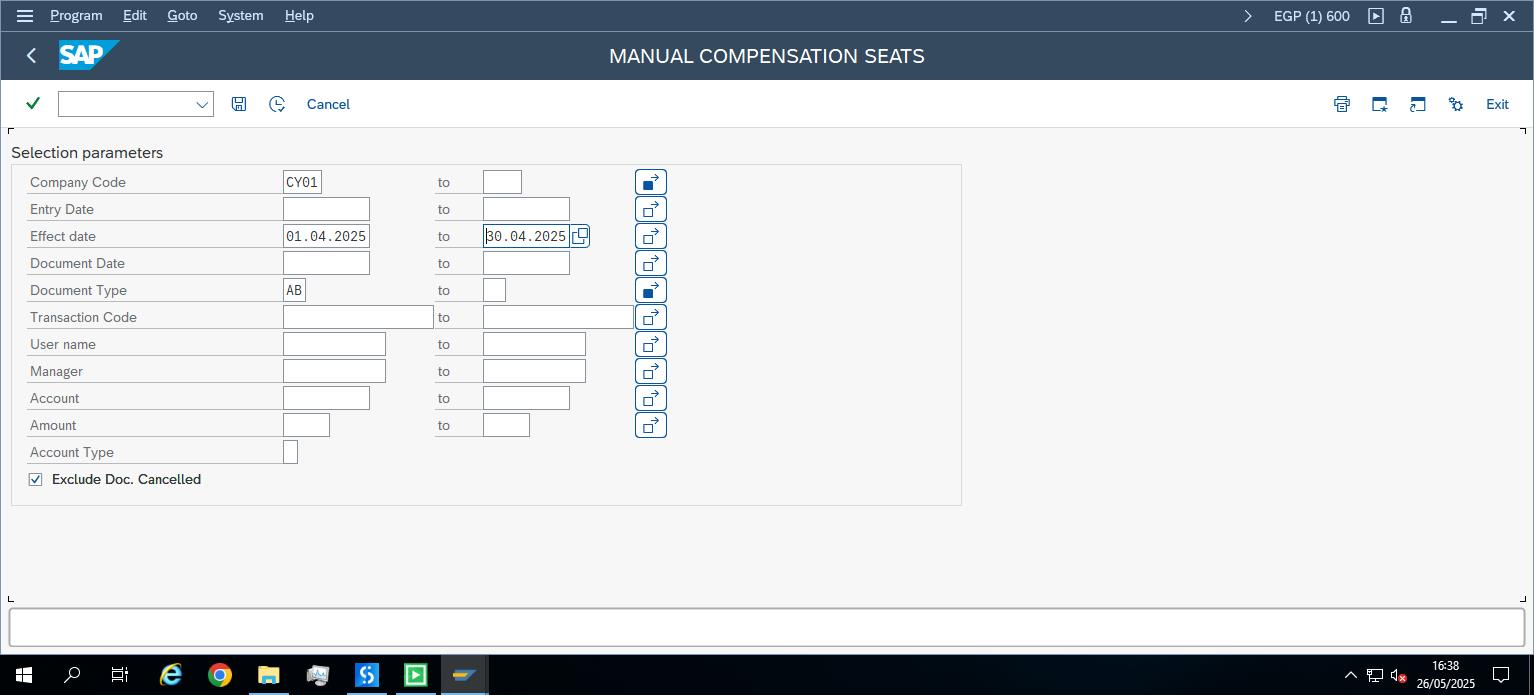 Program Edit Goto System Help EGP (1) 600
SAP MANUAL COMPENSATION SEATS
Cancel Exit
Selection parameters
Company Code CY01 to
Entry Date to
Effect date 01.04.2025 to 30.04.2025
Document Date to
Document Type AB to
Transaction Code to
User name to
Manager to
Account to
Amount to
Account Type
Exclude Doc. Cancelled
16:38
26/05/2025